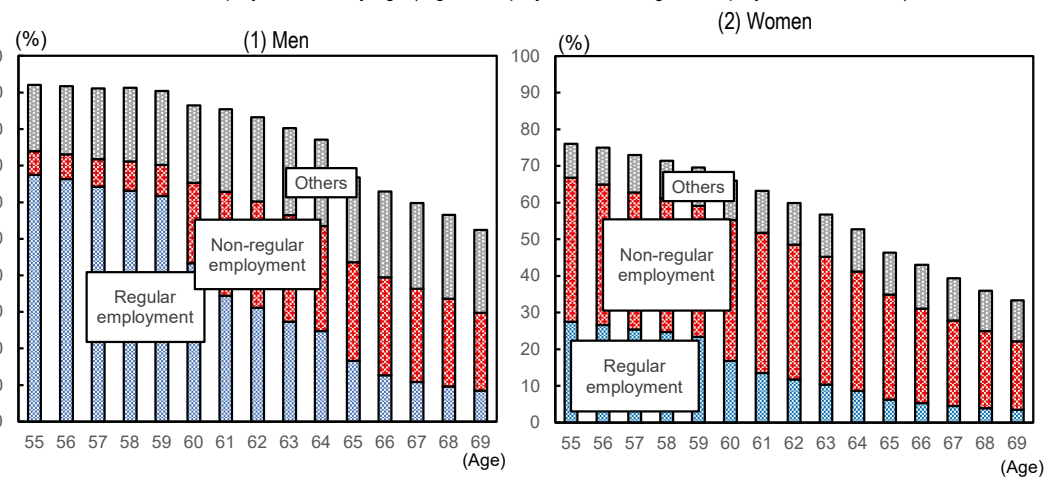 (%)
(1) Men
Others
Non-regular
employment
Regular
employment
0
0
55 56 57 58 59 60 61 62 63 64 65 66 67 68 69
(Age)
(2) Women
(%)
100
90
80
70
60
50
40
30
20
10
0
Others
Non-regular
employment
Regular
employment
55 56 57 58 59 60 61 62 63 64 65 66 67 68 69
(Age)